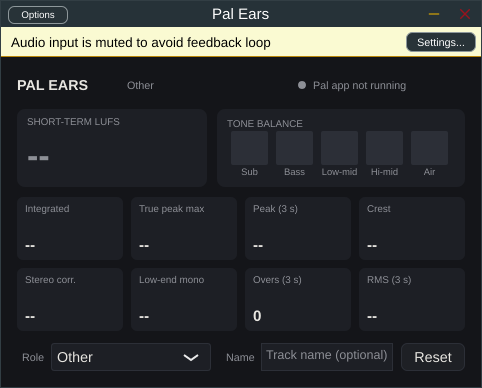 Options
Pal Ears
Audio input is muted to avoid feedback loop
Settings...
PAL EARS
Other
Pal app not running
SHORT-TERM LUFS
--
TONE BALANCE
Sub Bass Low-mid Hi-mid Air
Integrated True peak max Peak (3 s) Crest
-- -- -- --
Stereo corr. Low-end mono Overs (3 s) RMS (3 s)
-- -- 0 --
Role Other Name Track name (optional) Reset